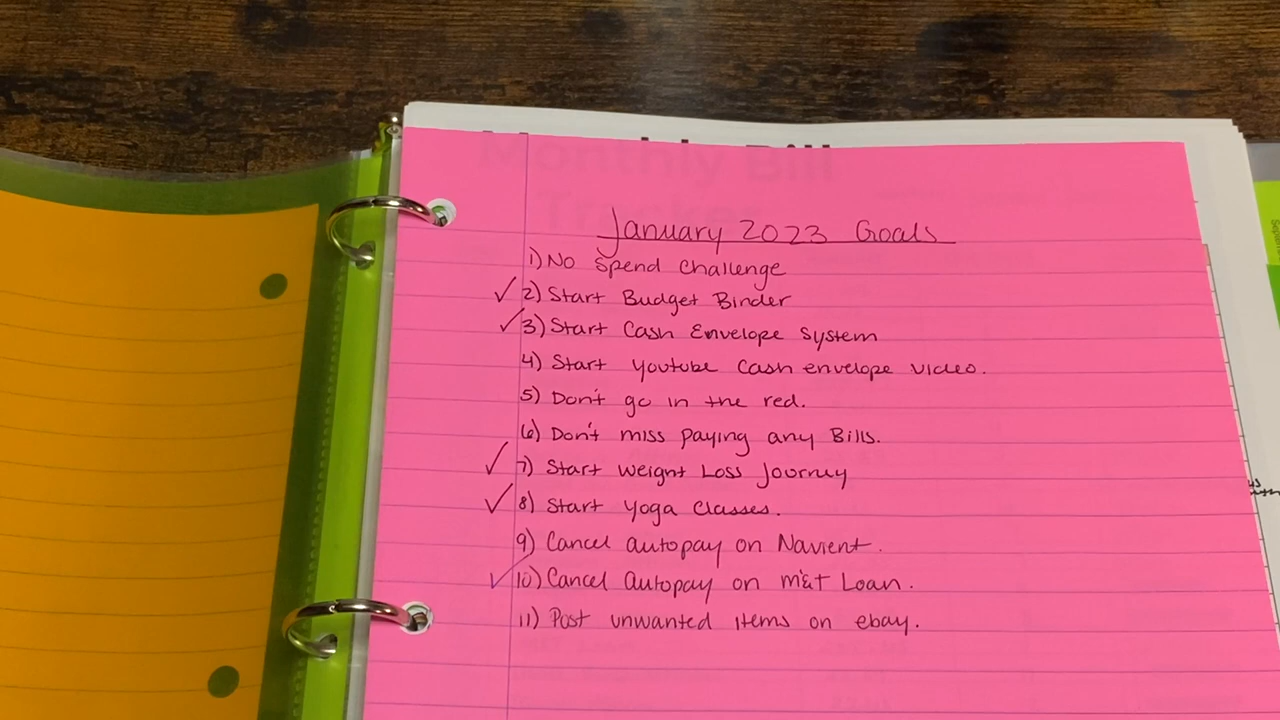 Monthly Bill
Tracker
January 2023 Goals
1) No Spend Challenge
✓ 2) Start Budget Binder
✓ 3) Start Cash Envelope System
4) Start Youtube Cash envelope video.
5) Don't go in the red.
6) Don't miss paying any Bills.
✓ 7) Start Weight Loss Journey
✓ 8) Start Yoga Classes.
9) Cancel Autopay on Navient.
✓ 10) Cancel Autopay on M&T Loan.
11) Post unwanted items on ebay.